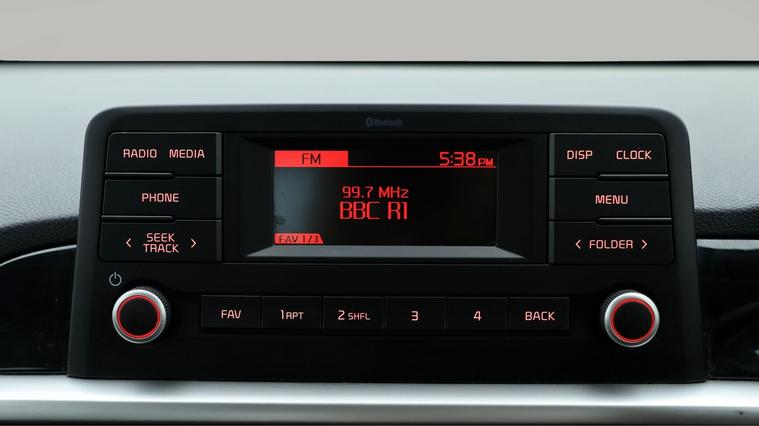 Bluetooth
RADIO MEDIA
FM 5:38 PM
DISP CLOCK
PHONE
99.7 MHz
BBC R1
MENU
< SEEK >
TRACK
FAV 1/3
< FOLDER >
FAV
1 RPT
2 SHFL
3
4
BACK